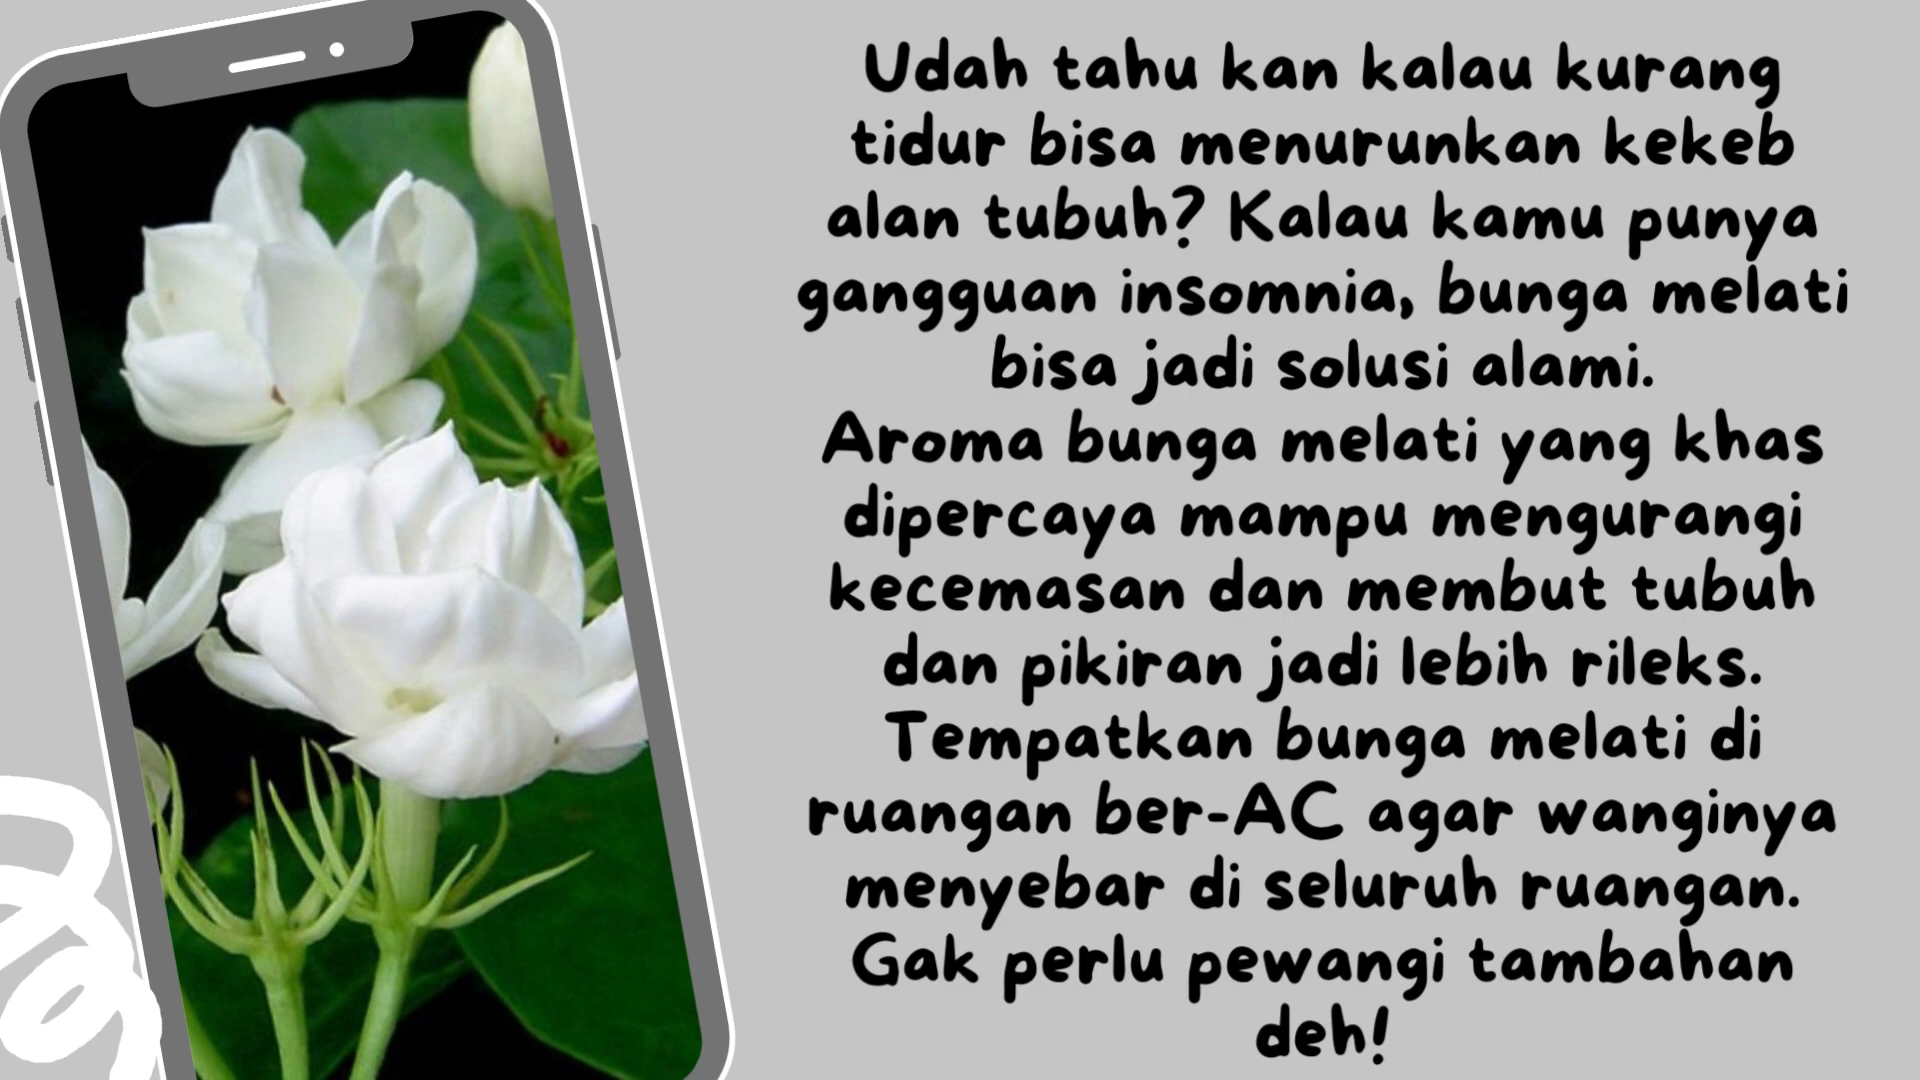 Udah tahu kan kalau kurang
tidur bisa menurunkan kekeb
alan tubuh? Kalau kamu punya
gangguan insomnia, bunga melati
bisa jadi solusi alami.
Aroma bunga melati yang khas
dipercaya mampu mengurangi
kecemasan dan membut tubuh
dan pikiran jadi lebih rileks.
Tempatkan bunga melati di
ruangan ber-AC agar wanginya
menyebar di seluruh ruangan.
Gak perlu pewangi tambahan
deh!